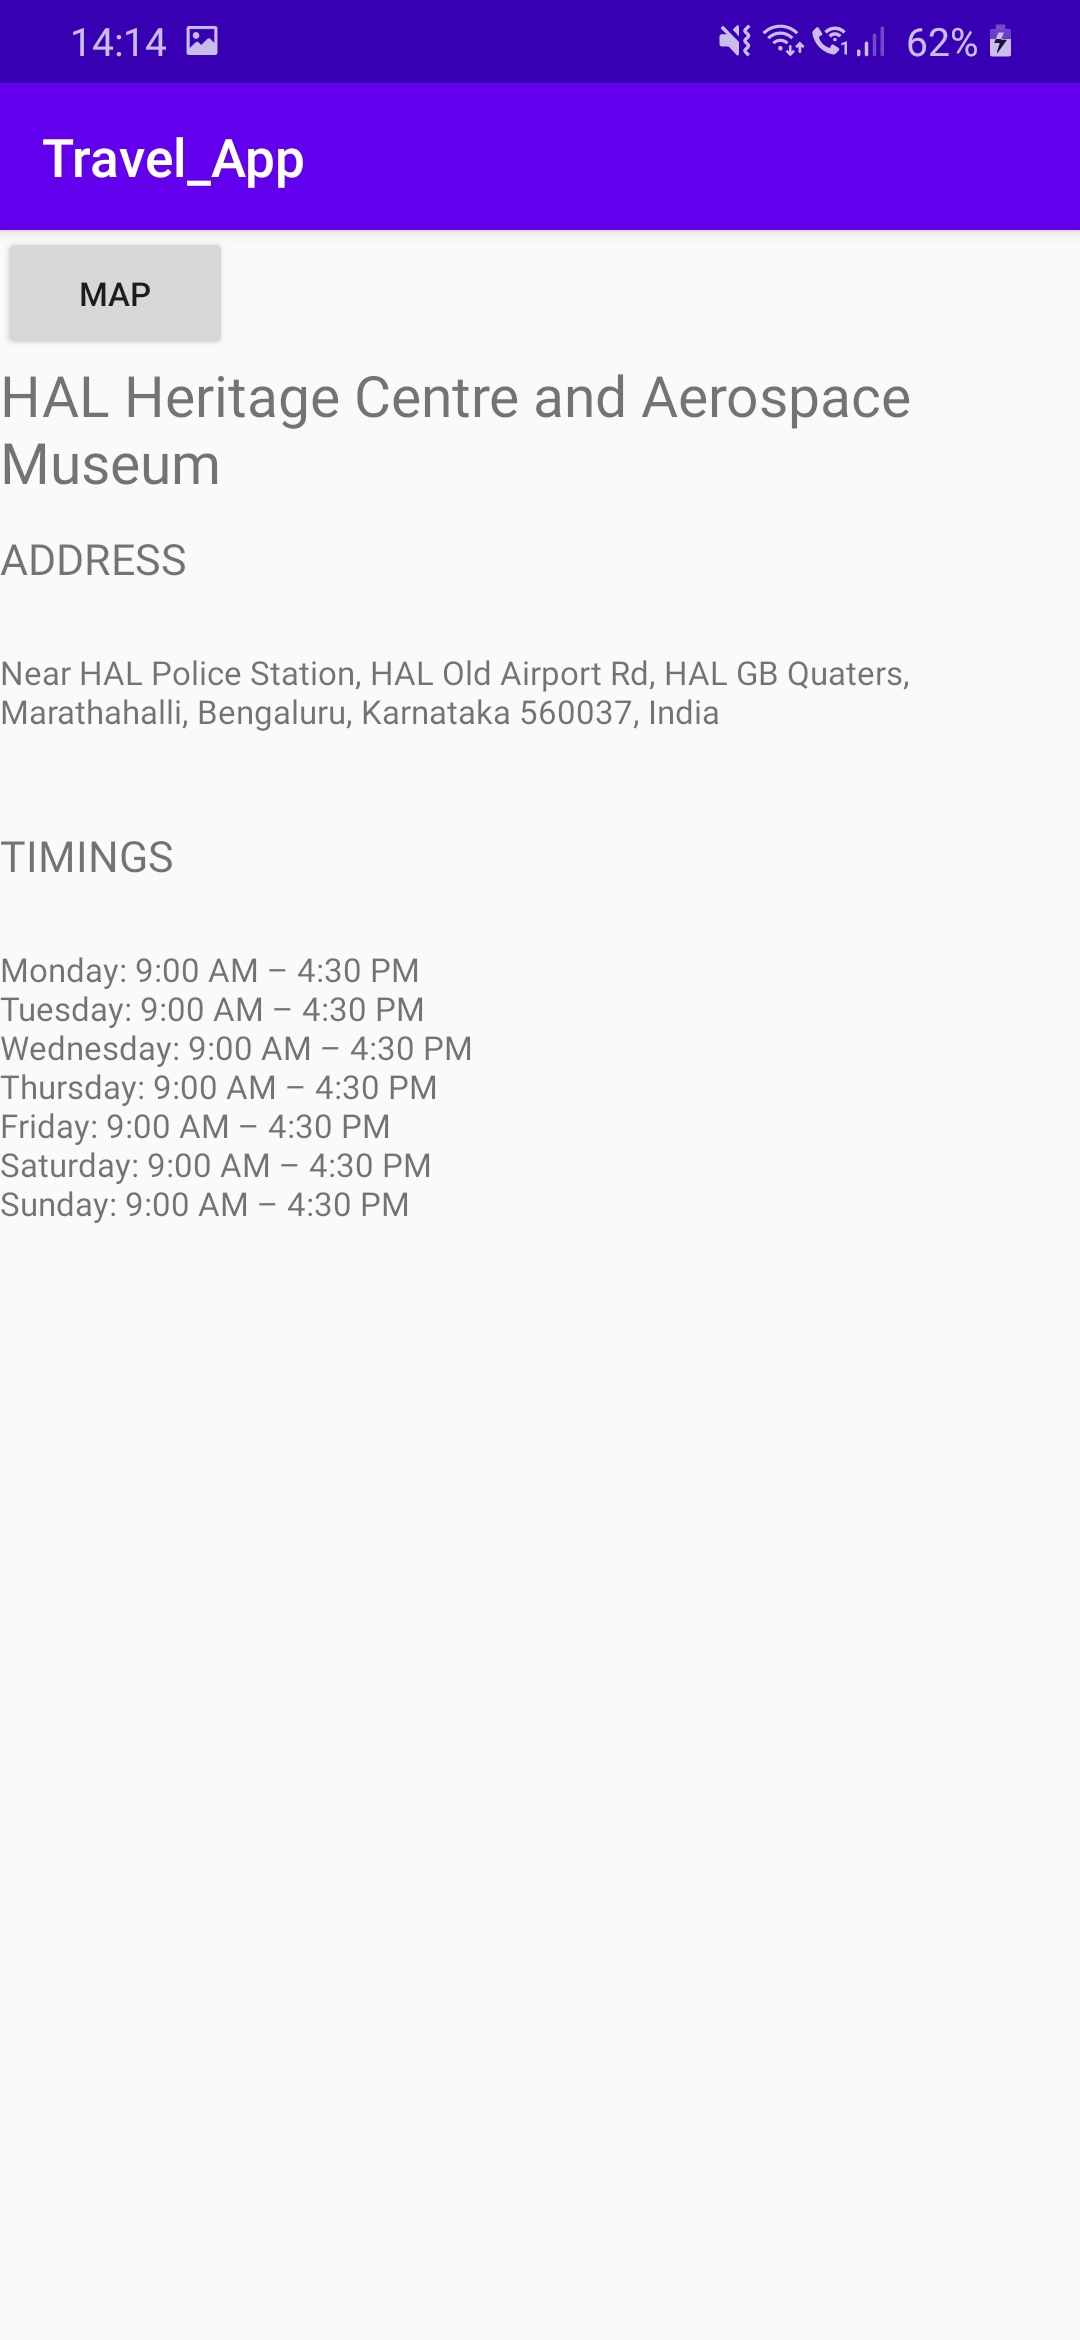 14:14 62%
Travel_App
MAP
HAL Heritage Centre and Aerospace
Museum
ADDRESS
Near HAL Police Station, HAL Old Airport Rd, HAL GB Quaters,
Marathahalli, Bengaluru, Karnataka 560037, India
TIMINGS
Monday: 9:00 AM – 4:30 PM
Tuesday: 9:00 AM – 4:30 PM
Wednesday: 9:00 AM – 4:30 PM
Thursday: 9:00 AM – 4:30 PM
Friday: 9:00 AM – 4:30 PM
Saturday: 9:00 AM – 4:30 PM
Sunday: 9:00 AM – 4:30 PM